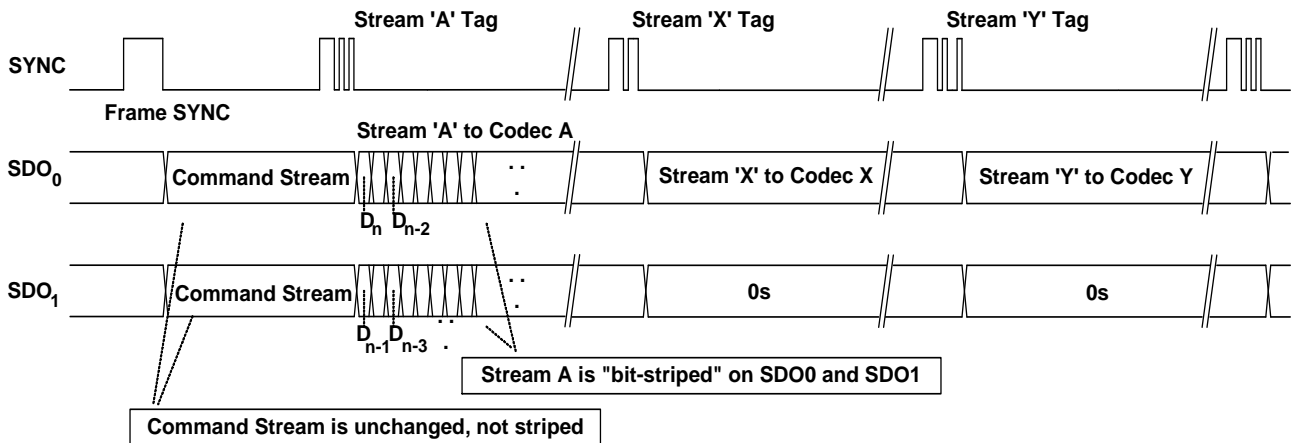 Stream 'A' Tag Stream 'X' Tag Stream 'Y' Tag
SYNC
Frame SYNC
Stream 'A' to Codec A
SDO0 Command Stream Stream 'X' to Codec X Stream 'Y' to Codec Y
Dn Dn-2
SDO1 Command Stream 0s 0s
Dn-1 Dn-3
Stream A is "bit-striped" on SDO0 and SDO1
Command Stream is unchanged, not striped